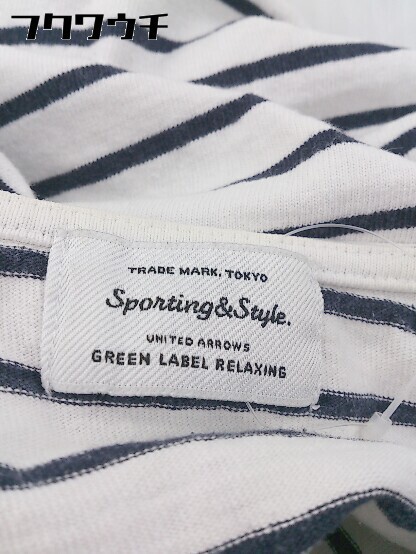 フクワウチ
TRADE MARK. TOKYO
Sporting&Style.
UNITED ARROWS
GREEN LABEL RELAXING